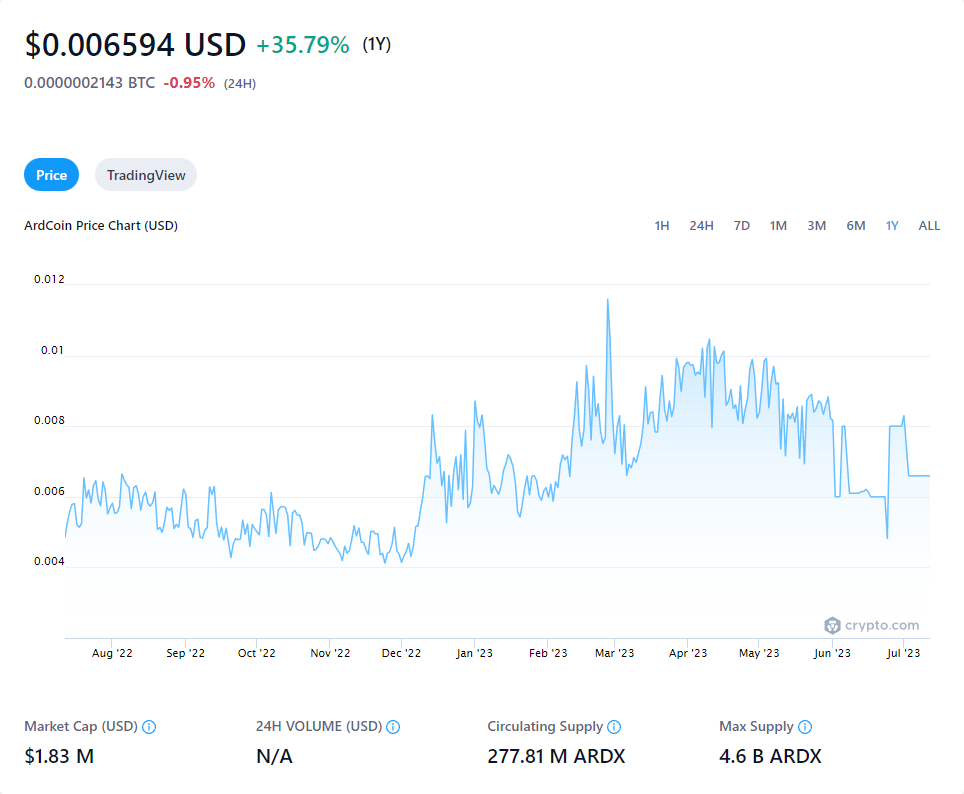 $0.006594 USD +35.79% (1Y)
0.0000002143 BTC -0.95% (24H)
Price TradingView
ArdCoin Price Chart (USD) 1H 24H 7D 1M 3M 6M 1Y ALL
0.012
0.01
0.008
0.006
0.004
crypto.com
Aug '22 Sep '22 Oct '22 Nov '22 Dec '22 Jan '23 Feb '23 Mar '23 Apr '23 May '23 Jun '23 Jul '23
Market Cap (USD) 24H VOLUME (USD) Circulating Supply Max Supply
$1.83 M N/A 277.81 M ARDX 4.6 B ARDX